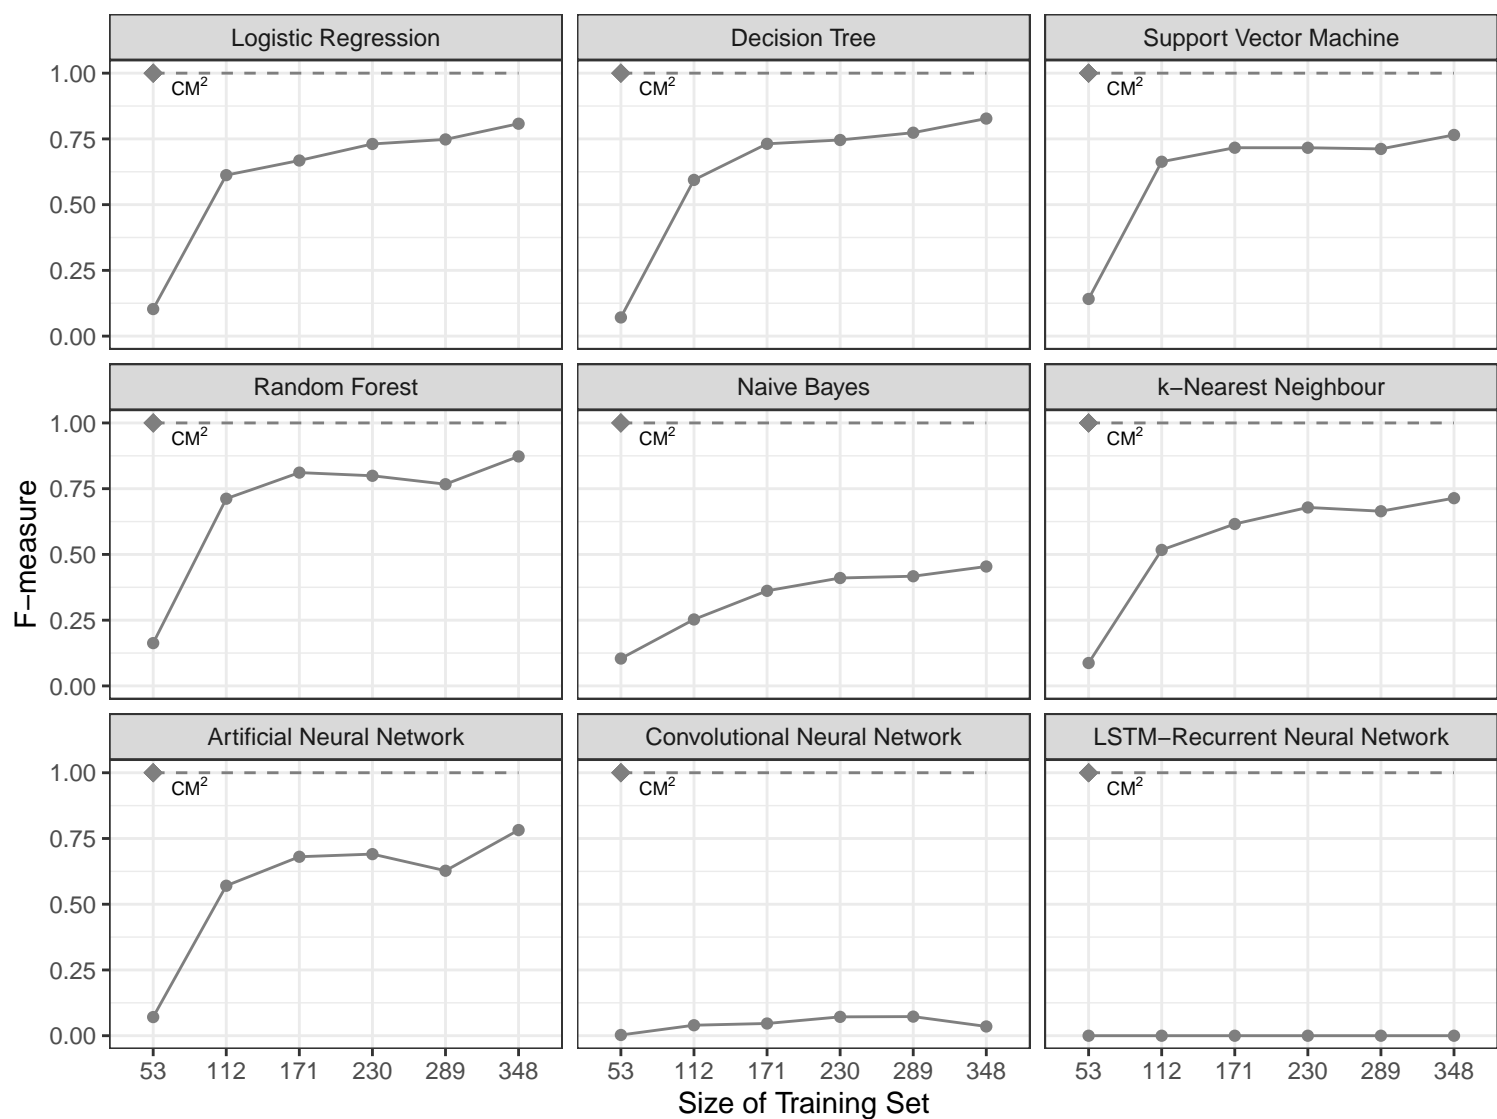 Logistic Regression
Decision Tree
Support Vector Machine
1.00
0.75
0.50
0.25
0.00
CM²
CM²
CM²
Random Forest
Naive Bayes
k−Nearest Neighbour
1.00
0.75
0.50
0.25
0.00
CM²
CM²
CM²
F−measure
Artificial Neural Network
Convolutional Neural Network
LSTM−Recurrent Neural Network
1.00
0.75
0.50
0.25
0.00
CM²
CM²
CM²
53 112 171 230 289 348
53 112 171 230 289 348
53 112 171 230 289 348
Size of Training Set